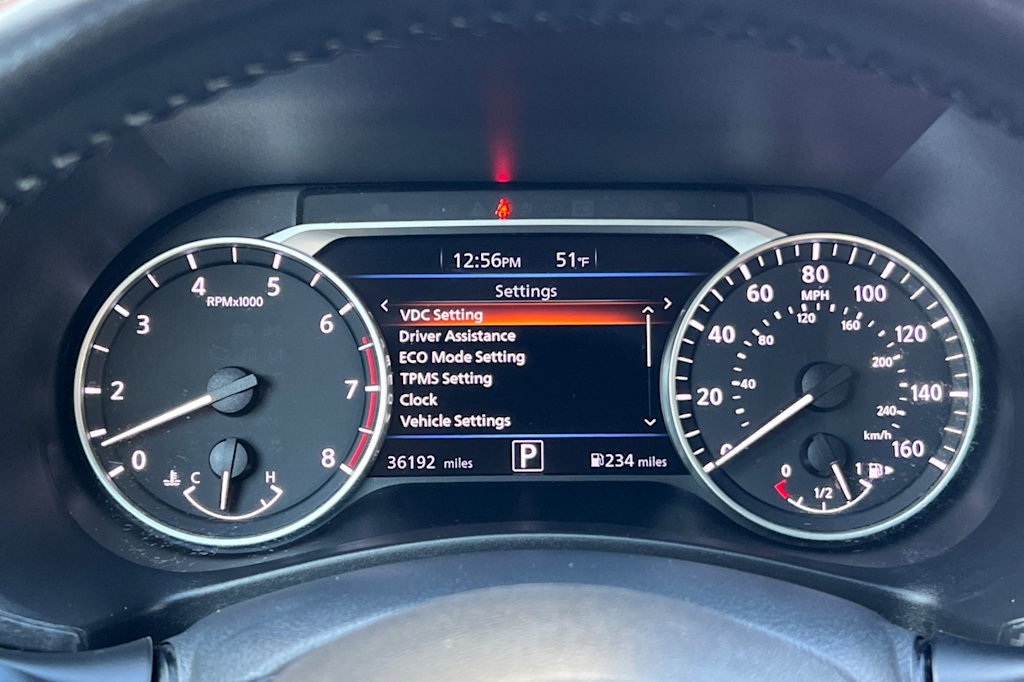 12:56PM 51°F
Settings
VDC Setting
Driver Assistance
ECO Mode Setting
TPMS Setting
Clock
Vehicle Settings
36192 miles P 234 miles
0
2
3
4
5
6
7
8
RPMx1000
C H
0
20
40
60
80
100
120
140
160
MPH
40
80
120
160
200
240
km/h
0 1/2 1